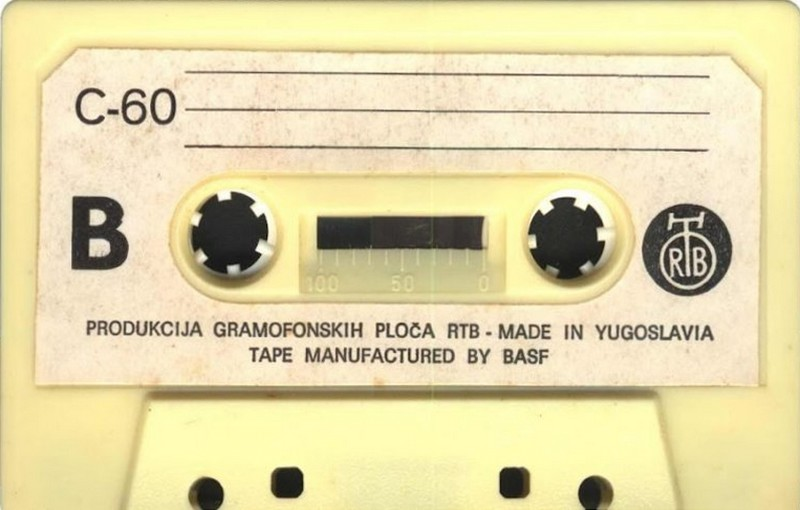 C-60
B
100 50 0
RTB
PRODUKCIJA GRAMOFONSKIH PLOČA RTB - MADE IN YUGOSLAVIA
TAPE MANUFACTURED BY BASF